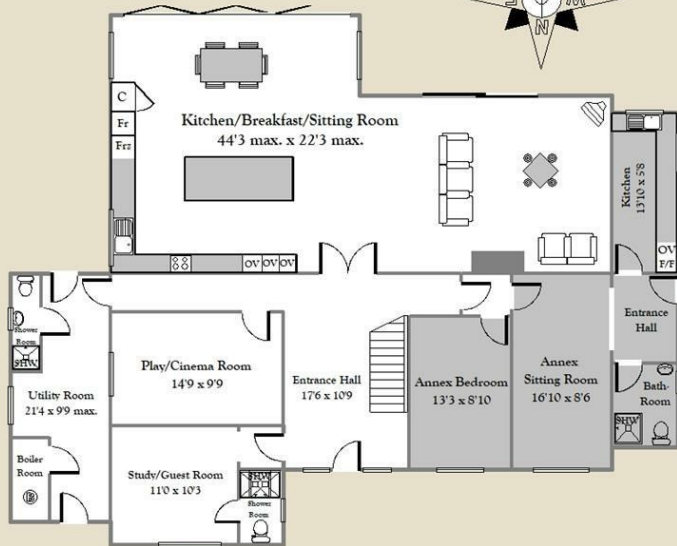 N
C
Fr
Frz
Kitchen/Breakfast/Sitting Room
44'3 max. x 22'3 max.
OV OV OV
Kitchen
13'10 x 5'8
OV
F/F
Shower
Room
SHW
Utility Room
21'4 x 9'9 max.
Boiler
Room
B
Play/Cinema Room
14'9 x 9'9
Study/Guest Room
11'0 x 10'3
SHW
Shower
Room
Entrance Hall
17'6 x 10'9
Annex Bedroom
13'3 x 8'10
Annex
Sitting Room
16'10 x 8'6
Entrance
Hall
Bath-
Room
SHW